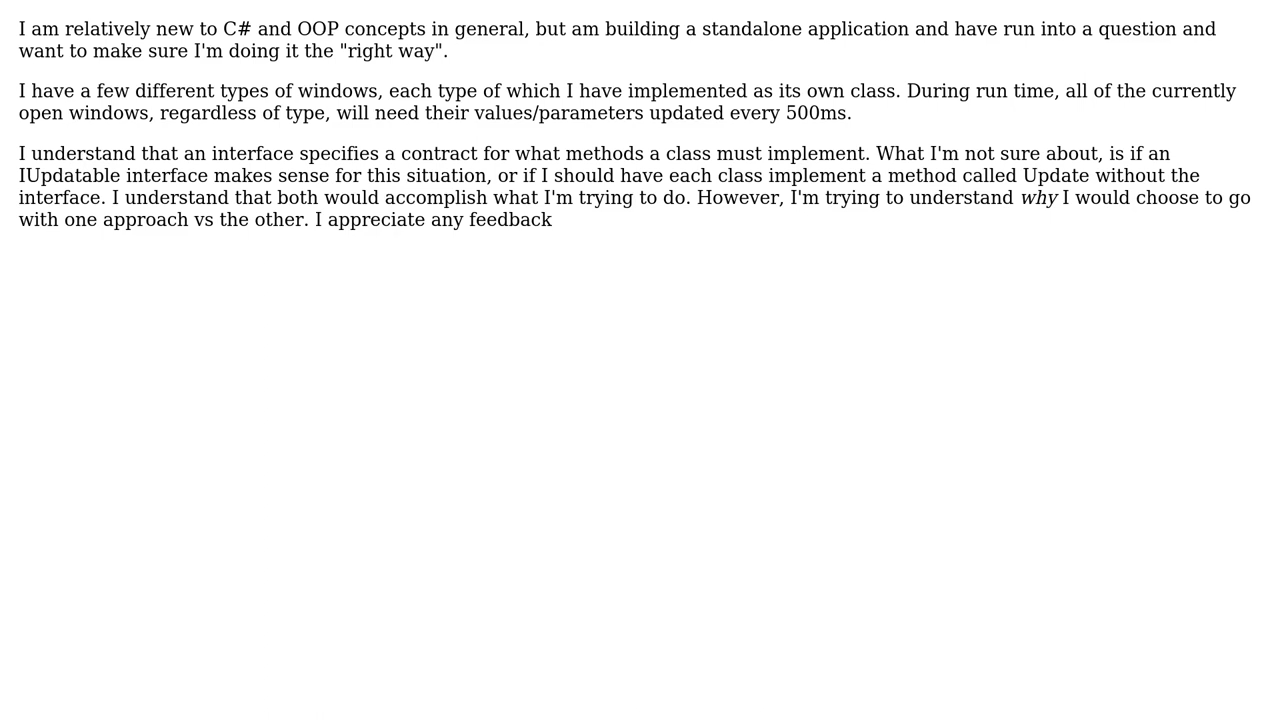 I am relatively new to C# and OOP concepts in general, but am building a standalone application and have run into a question and
want to make sure I'm doing it the "right way".
I have a few different types of windows, each type of which I have implemented as its own class. During run time, all of the currently
open windows, regardless of type, will need their values/parameters updated every 500ms.
I understand that an interface specifies a contract for what methods a class must implement. What I'm not sure about, is if an
IUpdatable interface makes sense for this situation, or if I should have each class implement a method called Update without the
interface. I understand that both would accomplish what I'm trying to do. However, I'm trying to understand why I would choose to go
with one approach vs the other. I appreciate any feedback